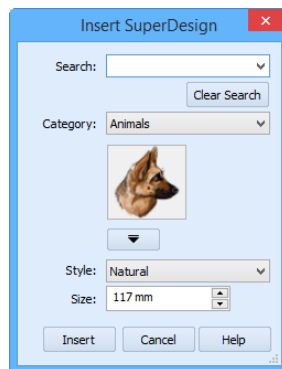 Insert SuperDesign
Search:
Clear Search
Category: Animals
Style: Natural
Size: 117 mm
Insert Cancel Help